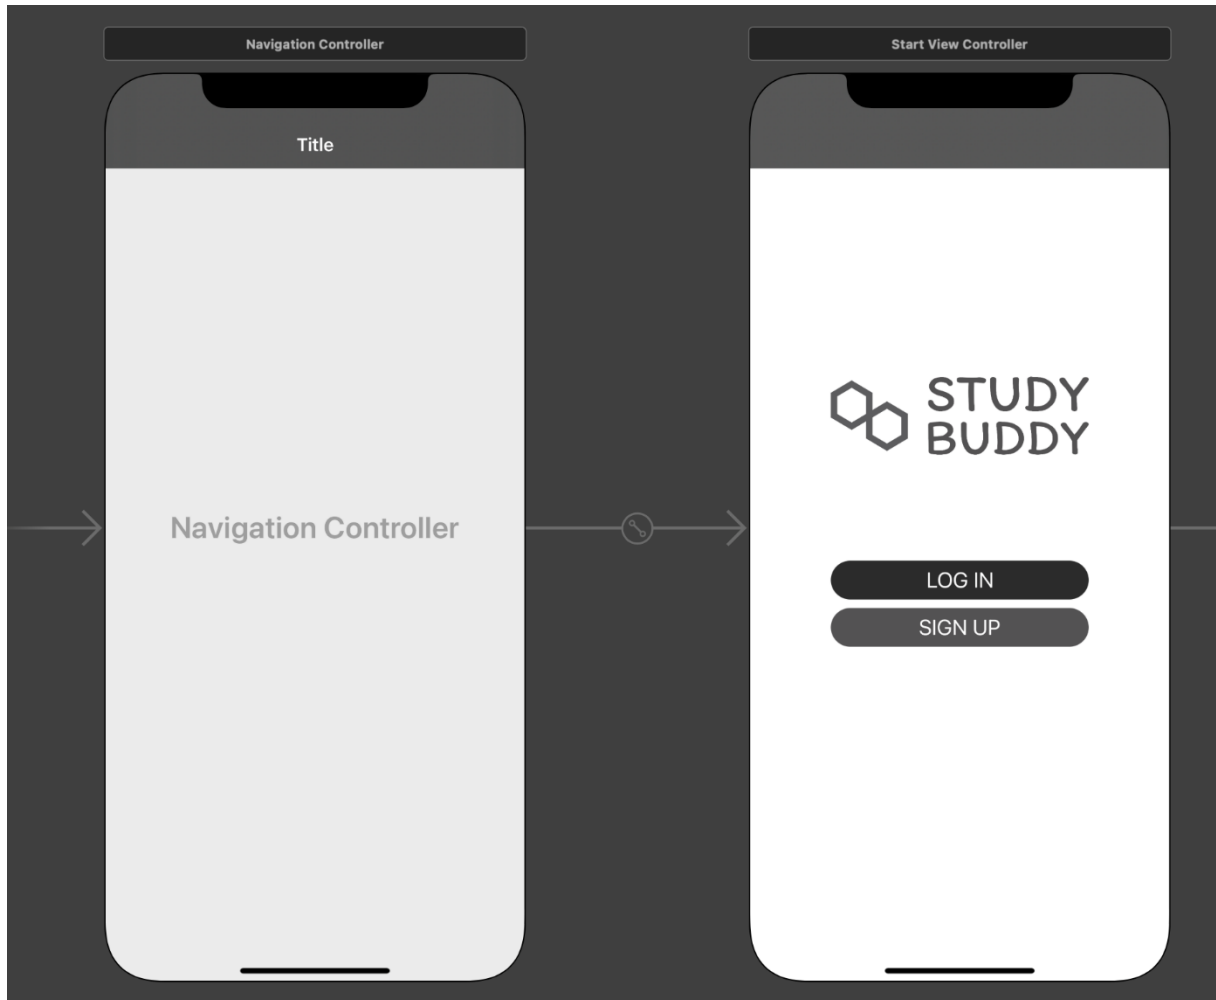 Navigation Controller
Start View Controller
Title
Navigation Controller
STUDY
BUDDY
LOG IN
SIGN UP